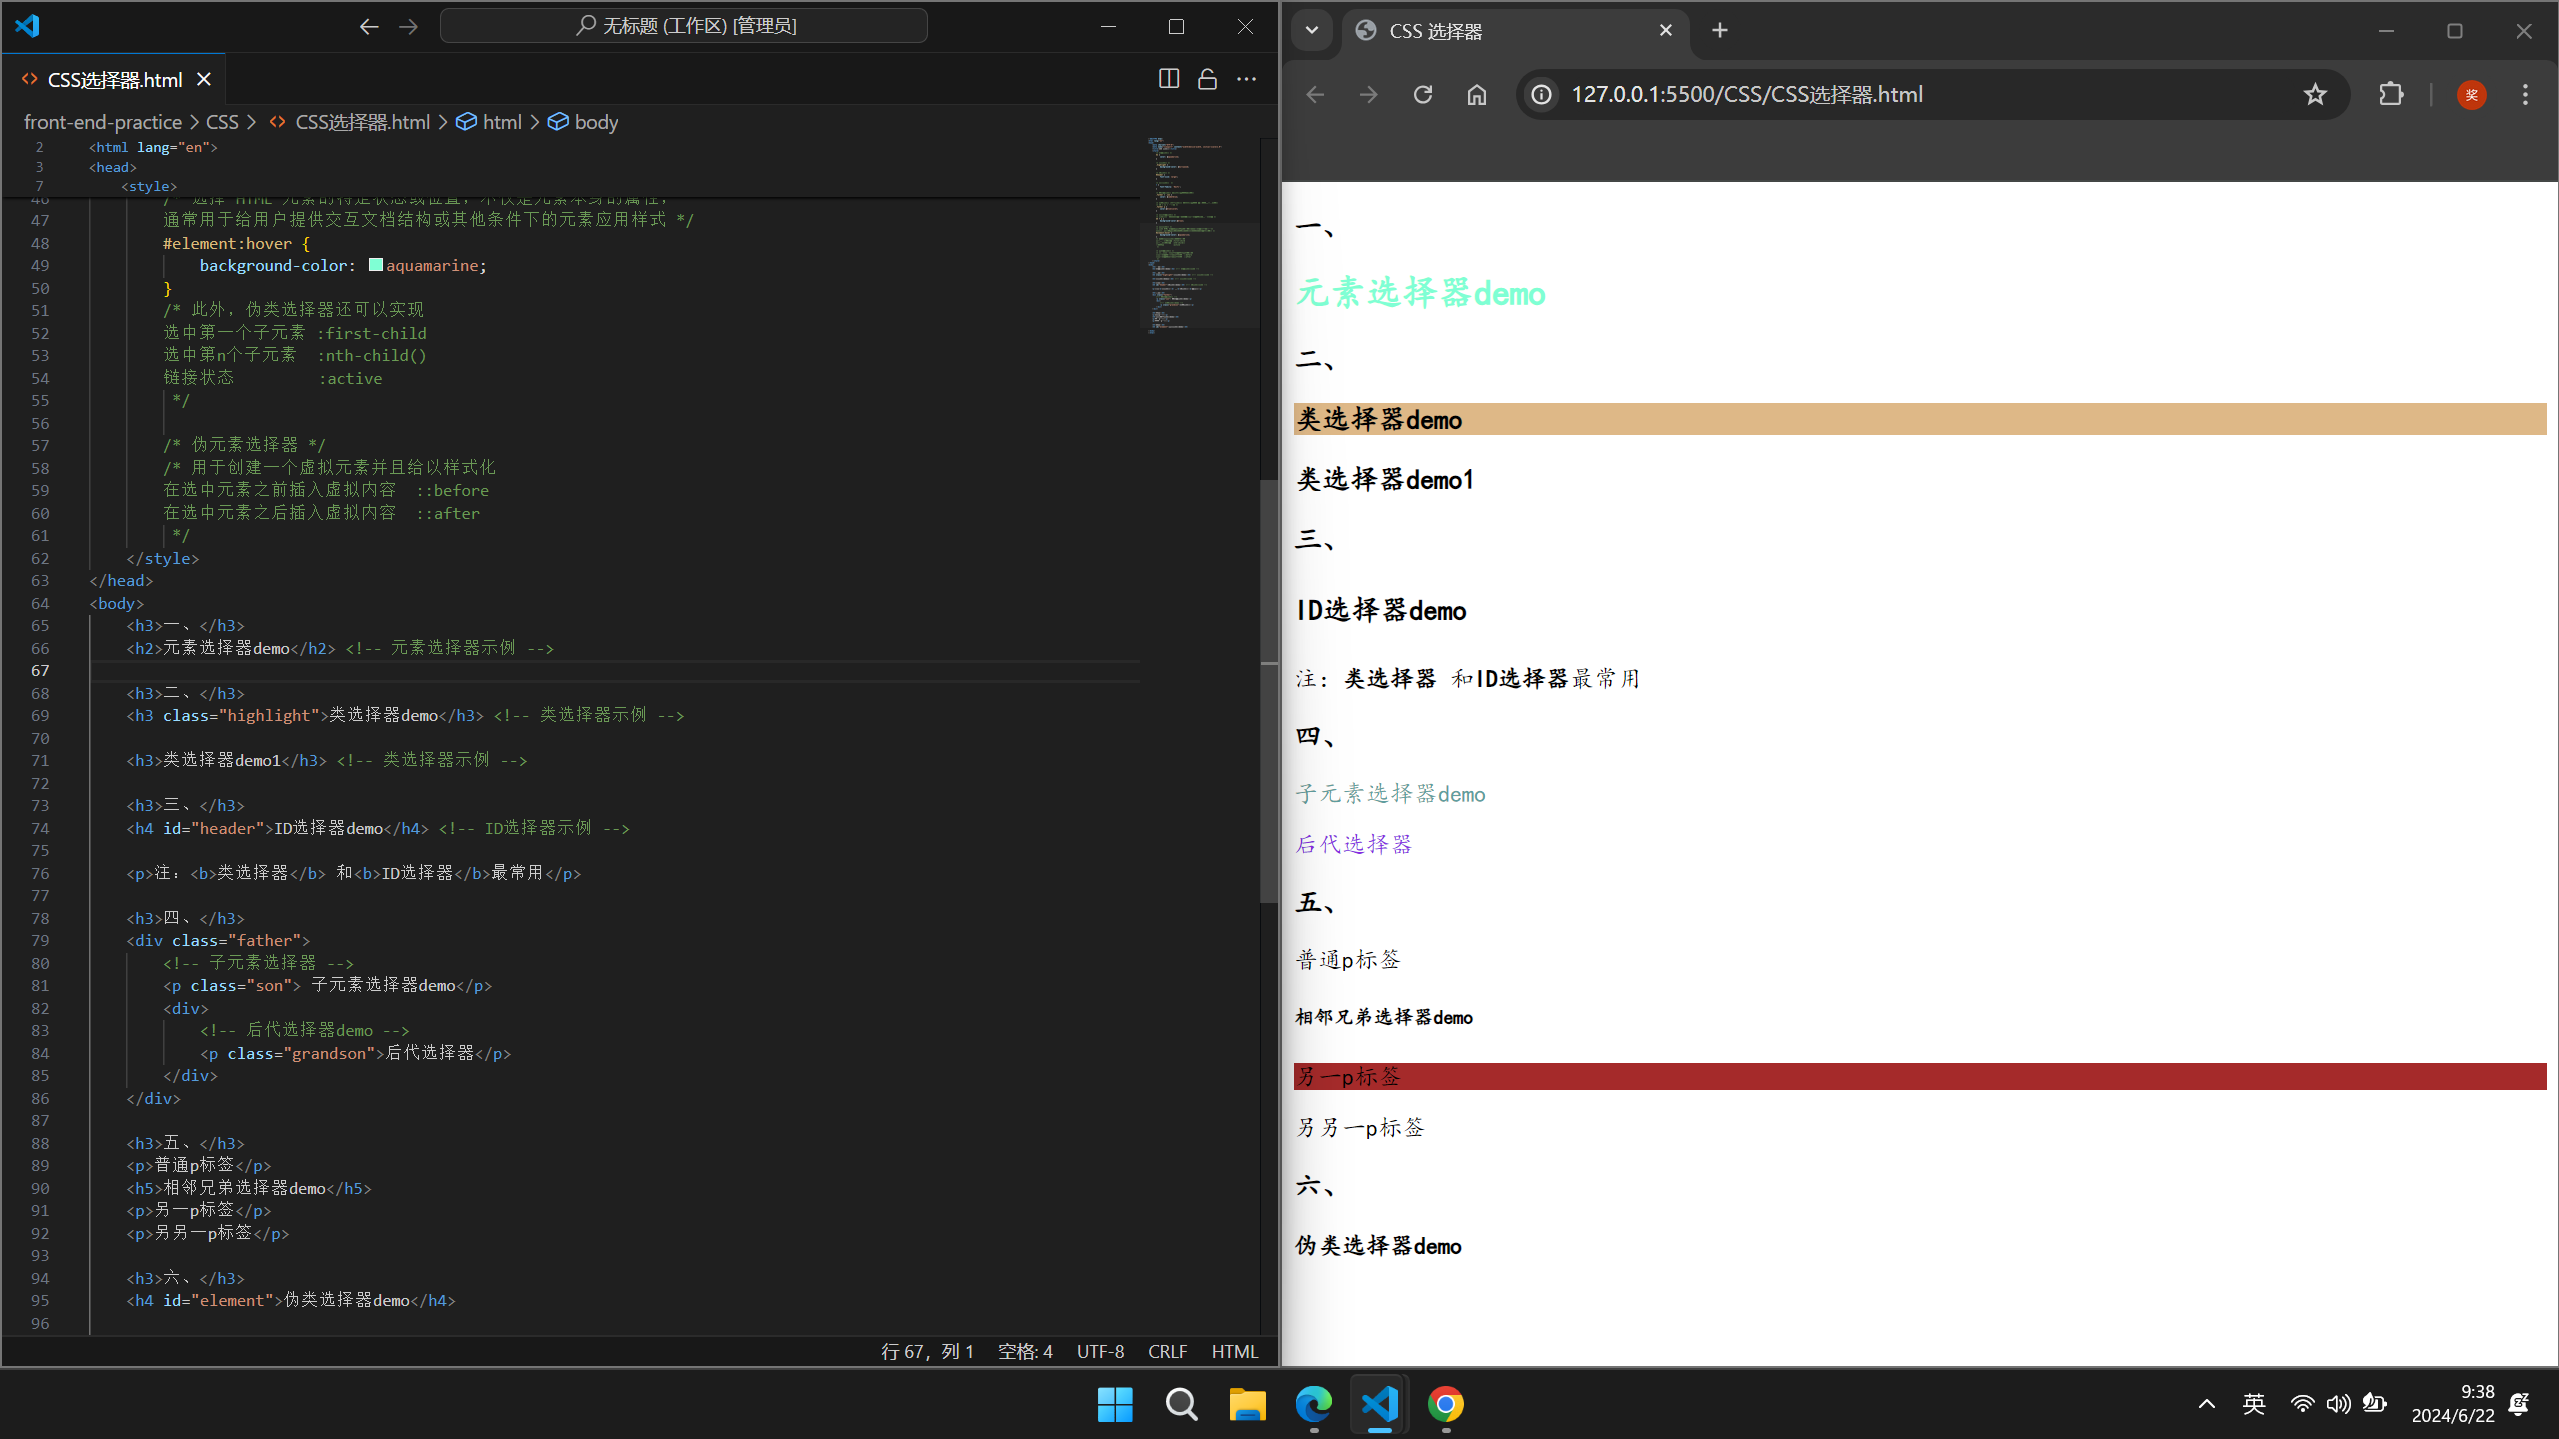 无标题 (工作区) [管理员]
CSS选择器.html
front-end-practice > CSS > CSS选择器.html > html > body
2 <html lang="en">
3 <head>
7 <style>
46 /* 选择 HTML 元素的特定状态或位置，不仅是元素本身的属性，
47 通常用于给用户提供交互文档结构或其他条件下的元素应用样式 */
48 #element:hover {
49 background-color: aquamarine;
50 }
51 /* 此外，伪类选择器还可以实现
52 选中第一个子元素 :first-child
53 选中第n个子元素 :nth-child()
54 链接状态 :active
55 */
56
57 /* 伪元素选择器 */
58 /* 用于创建一个虚拟元素并且给以样式化
59 在选中元素之前插入虚拟内容 ::before
60 在选中元素之后插入虚拟内容 ::after
61 */
62 </style>
63 </head>
64 <body>
65 <h3>一、</h3>
66 <h2>元素选择器demo</h2> <!-- 元素选择器示例 -->
67
68 <h3>二、</h3>
69 <h3 class="highlight">类选择器demo</h3> <!-- 类选择器示例 -->
70
71 <h3>类选择器demo1</h3> <!-- 类选择器示例 -->
72
73 <h3>三、</h3>
74 <h4 id="header">ID选择器demo</h4> <!-- ID选择器示例 -->
75
76 <p>注：<b>类选择器</b> 和<b>ID选择器</b>最常用</p>
77
78 <h3>四、</h3>
79 <div class="father">
80 <!-- 子元素选择器 -->
81 <p class="son"> 子元素选择器demo</p>
82 <div>
83 <!-- 后代选择器demo -->
84 <p class="grandson">后代选择器</p>
85 </div>
86 </div>
87
88 <h3>五、</h3>
89 <p>普通p标签</p>
90 <h5>相邻兄弟选择器demo</h5>
91 <p>另一p标签</p>
92 <p>另另一p标签</p>
93
94 <h3>六、</h3>
95 <h4 id="element">伪类选择器demo</h4>
96
行 67，列 1 空格: 4 UTF-8 CRLF HTML
CSS 选择器
127.0.0.1:5500/CSS/CSS选择器.html
奖
一、
元素选择器demo
二、
类选择器demo
类选择器demo1
三、
ID选择器demo
注：类选择器 和ID选择器最常用
四、
子元素选择器demo
后代选择器
五、
普通p标签
相邻兄弟选择器demo
另一p标签
另另一p标签
六、
伪类选择器demo
英
9:38
2024/6/22